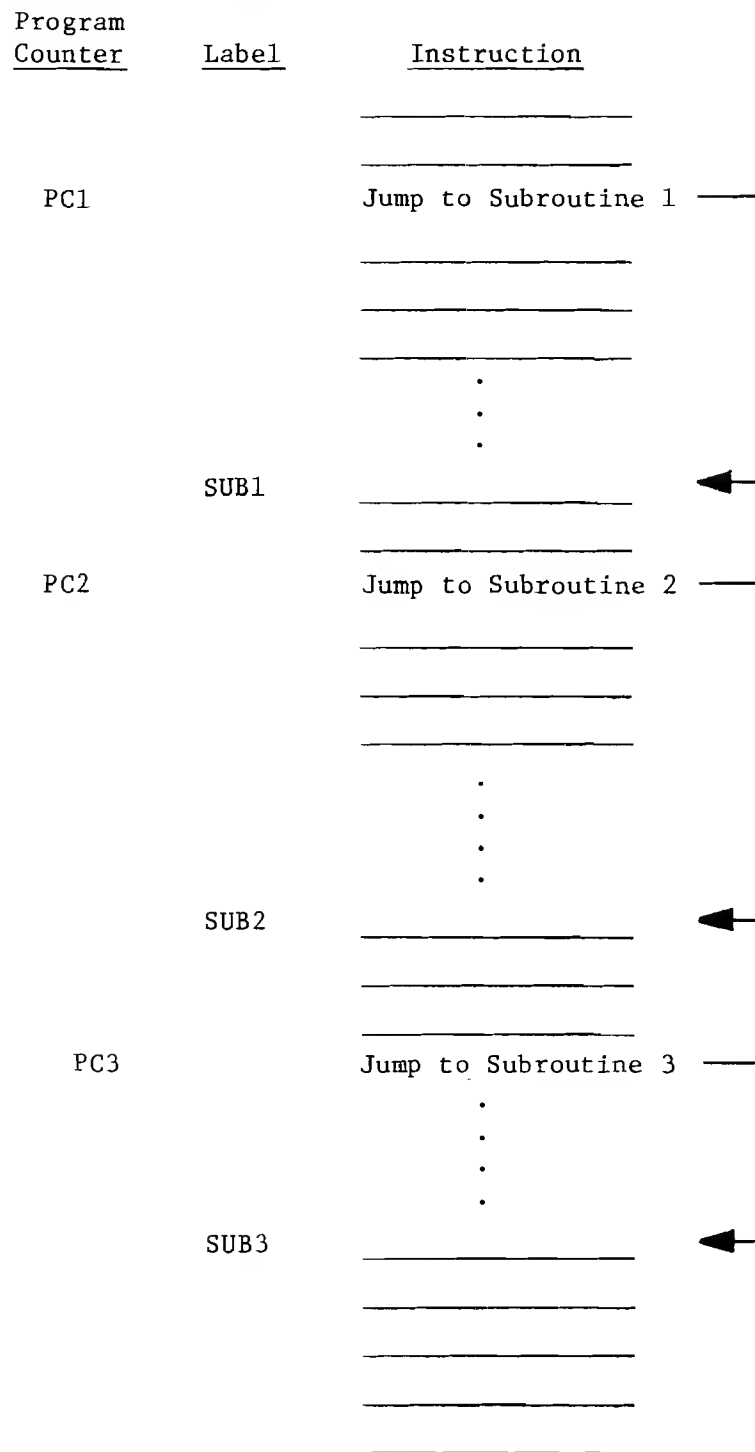 Program
Counter Label Instruction
PC1 Jump to Subroutine 1
SUB1
PC2 Jump to Subroutine 2
SUB2
PC3 Jump to Subroutine 3
SUB3